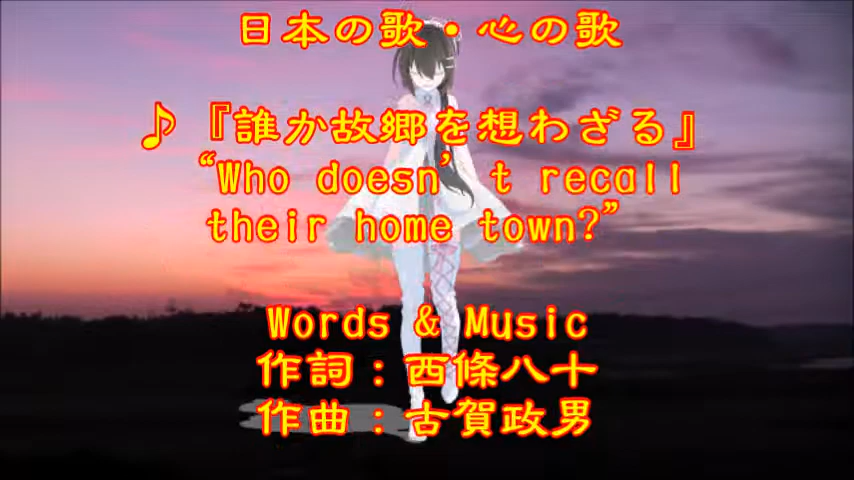 日本の歌・心の歌
♪『誰か故郷を想わざる』
“Who doesn’t recall
their home town?”
Words & Music
作詞：西條八十
作曲：古賀政男